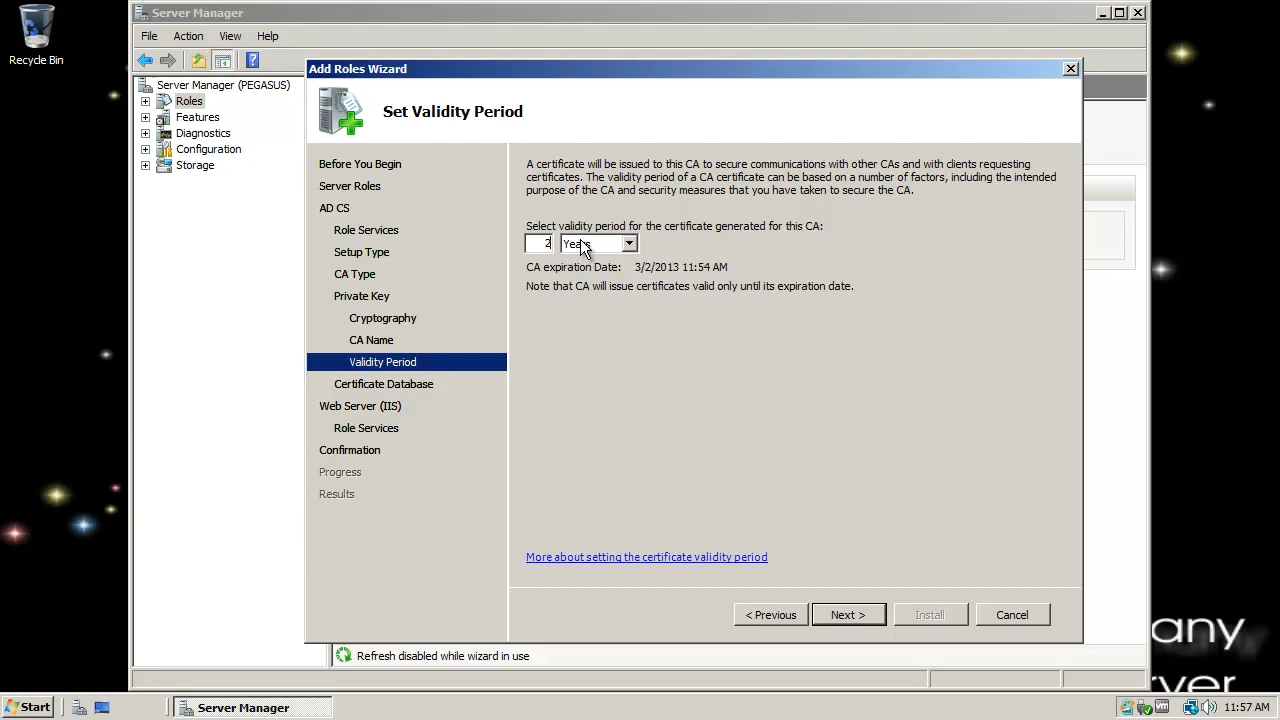 Recycle Bin
Server Manager
File Action View Help
Server Manager (PEGASUS)
Roles
Features
Diagnostics
Configuration
Storage
Add Roles Wizard
Set Validity Period
Before You Begin
Server Roles
AD CS
Role Services
Setup Type
CA Type
Private Key
Cryptography
CA Name
Validity Period
Certificate Database
Web Server (IIS)
Role Services
Confirmation
Progress
Results
A certificate will be issued to this CA to secure communications with other CAs and with clients requesting
certificates. The validity period of a CA certificate can be based on a number of factors, including the intended
purpose of the CA and security measures that you have taken to secure the CA.
Select validity period for the certificate generated for this CA:
2 Years
CA expiration Date: 3/2/2013 11:54 AM
Note that CA will issue certificates valid only until its expiration date.
More about setting the certificate validity period
< Previous Next > Install Cancel
Refresh disabled while wizard in use
any
rver
Start Server Manager 11:57 AM